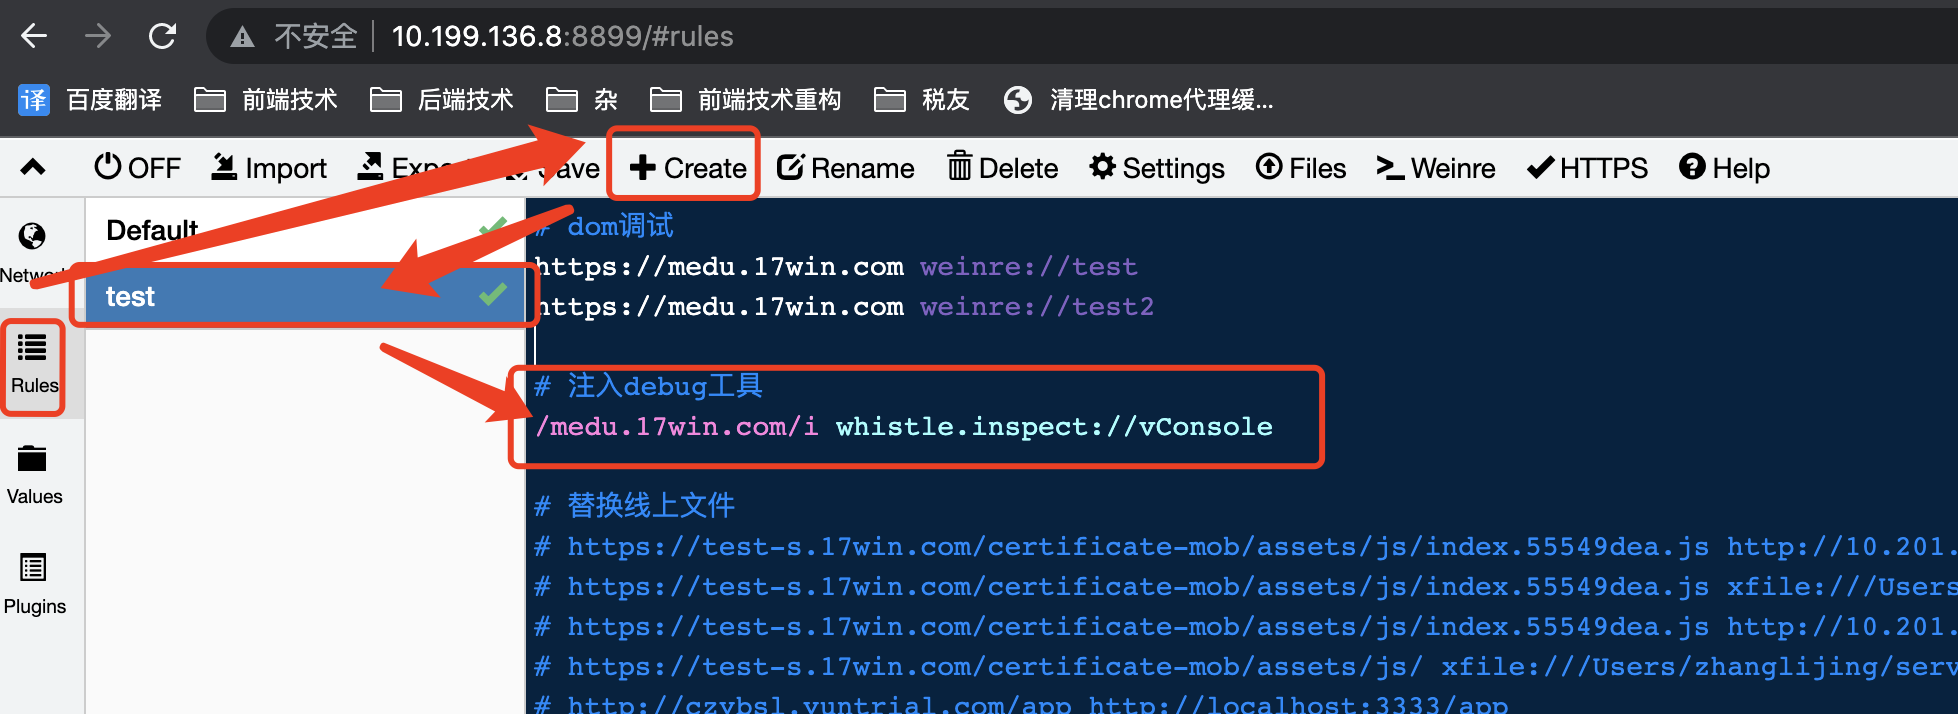 不安全 10.199.136.8:8899/#rules
译 百度翻译 前端技术 后端技术 杂 前端技术重构 税友 清理chrome代理缓...
OFF Import Save Create Rename Delete Settings Files Weinre HTTPS Help
Network
Rules
Values
Plugins
Default
test
# dom调试
https://medu.17win.com weinre://test
https://medu.17win.com weinre://test2
# 注入debug工具
/medu.17win.com/i whistle.inspect://vConsole
# 替换线上文件
# https://test-s.17win.com/certificate-mob/assets/js/index.55549dea.js http://10.201.
# https://test-s.17win.com/certificate-mob/assets/js/index.55549dea.js xfile:///Users
# https://test-s.17win.com/certificate-mob/assets/js/index.55549dea.js http://10.201.
# https://test-s.17win.com/certificate-mob/assets/js/ xfile:///Users/zhanglijing/serv
# http://czybsl.yuntrial.com/app http://localhost:3333/app